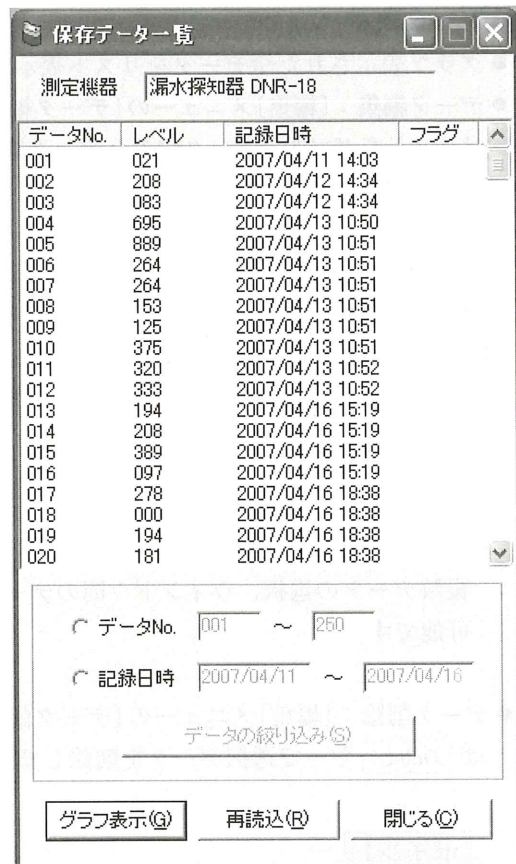 保存データ一覧
測定機器 漏水探知器 DNR-18
データNo. レベル 記録日時 フラグ
001 021 2007/04/11 14:03
002 208 2007/04/12 14:34
003 083 2007/04/12 14:34
004 695 2007/04/13 10:50
005 889 2007/04/13 10:51
006 264 2007/04/13 10:51
007 264 2007/04/13 10:51
008 153 2007/04/13 10:51
009 125 2007/04/13 10:51
010 375 2007/04/13 10:51
011 320 2007/04/13 10:52
012 333 2007/04/13 10:52
013 194 2007/04/16 15:19
014 208 2007/04/16 15:19
015 389 2007/04/16 15:19
016 097 2007/04/16 15:19
017 278 2007/04/16 18:38
018 000 2007/04/16 18:38
019 194 2007/04/16 18:38
020 181 2007/04/16 18:38
データNo. 001 ～ 250
記録日時 2007/04/11 ～ 2007/04/16
データの絞り込み(S)
グラフ表示(G) 再読込(R) 閉じる(C)